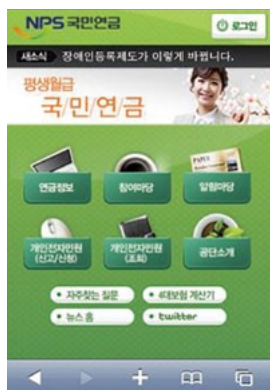 NPS 국민연금
로그인
새소식 장애인등록제도가 이렇게 바뀝니다.
평생월급
국/민/연/금
연금정보
참여마당
알림마당
개인전자민원
(신고/신청)
개인전자민원
(조회)
공단소개
자주찾는 질문
4대보험 계산기
뉴스 홈
twitter